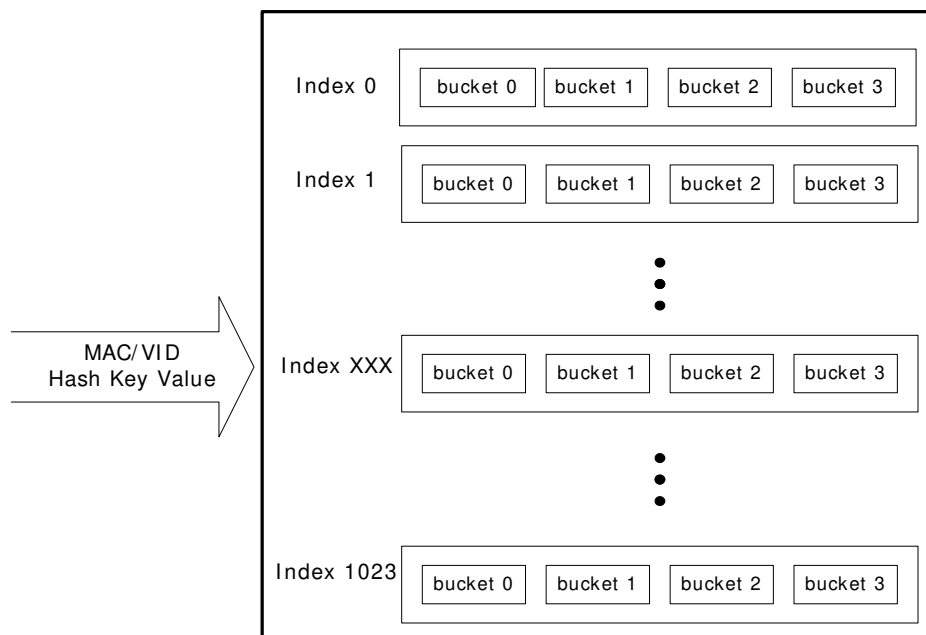 Index 0
bucket 0 bucket 1 bucket 2 bucket 3
Index 1
bucket 0 bucket 1 bucket 2 bucket 3
MAC/VID
Hash Key Value
Index XXX
bucket 0 bucket 1 bucket 2 bucket 3
Index 1023
bucket 0 bucket 1 bucket 2 bucket 3